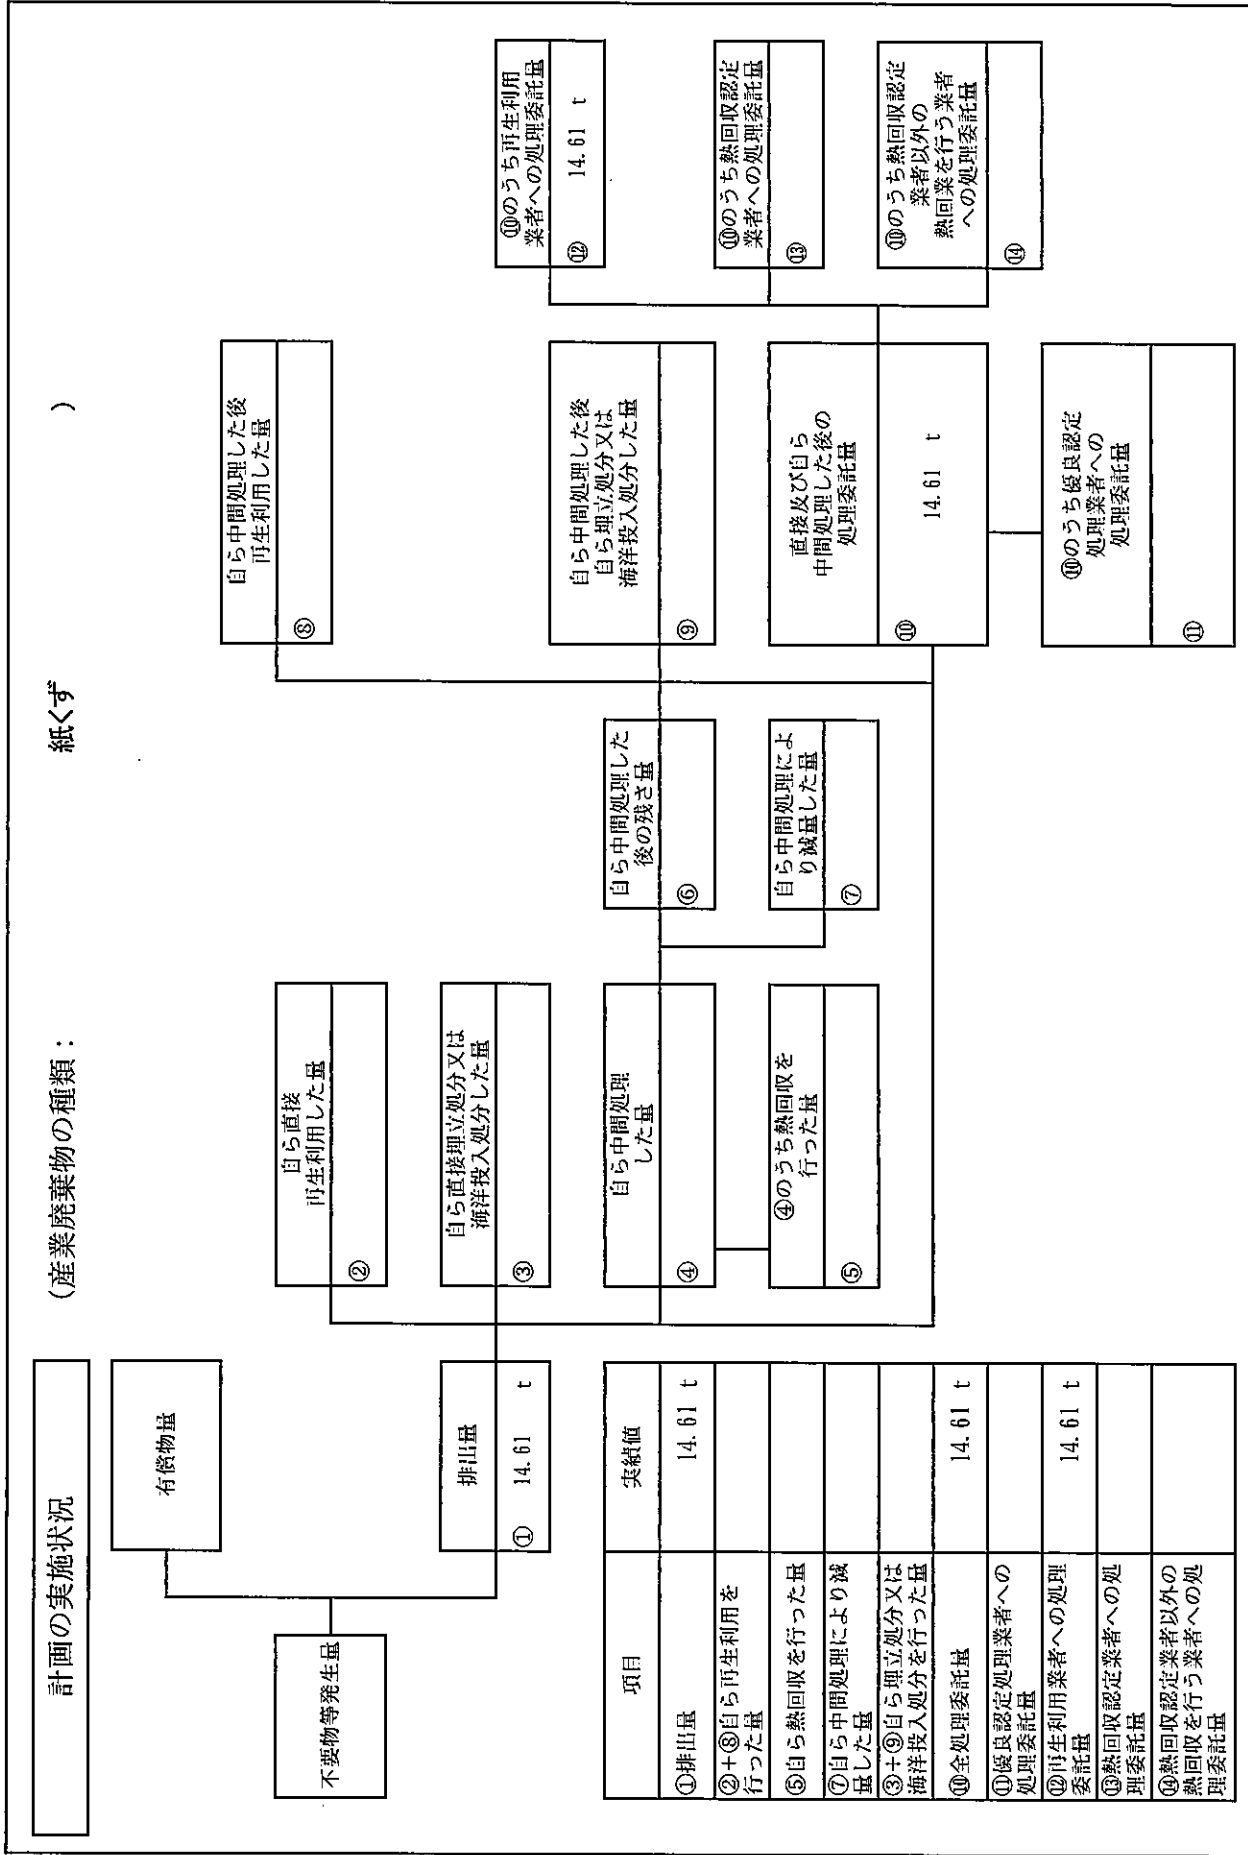 計画の実施状況
(産業廃棄物の種類：　紙くず　)
有償物量
不要物等発生量
排出量
① 14.61 t
自ら直接
再生利用した量
②
自ら直接埋立処分又は
海洋投入処分した量
③
自ら中間処理
した量
④
④のうち熱回収を
行った量
⑤
自ら中間処理した
後の残さ量
⑥
自ら中間処理によ
り減量した量
⑦
自ら中間処理した後
再生利用した量
⑧
自ら中間処理した後
自ら埋立処分又は
海洋投入処分した量
⑨
直接及び自ら
中間処理した後の
処理委託量
⑩ 14.61 t
⑩のうち優良認定
処理業者への
処理委託量
⑪
⑩のうち再生利用
業者への処理委託量
⑫ 14.61 t
⑩のうち熱回収認定
業者への処理委託量
⑬
⑩のうち熱回収認定
業者以外の
熱回業を行う業者
への処理委託量
⑭
項目 実績値
①排出量 14.61 t
②+⑧自ら再生利用を
行った量
⑤自ら熱回収を行った量
⑦自ら中間処理により減
量した量
③+⑨自ら埋立処分又は
海洋投入処分を行った量
⑩全処理委託量 14.61 t
⑪優良認定処理業者への
処理委託量
⑫再生利用業者への処理
委託量 14.61 t
⑬熱回収認定業者への処
理委託量
⑭熱回収認定業者以外の
熱回収を行う業者への処
理委託量